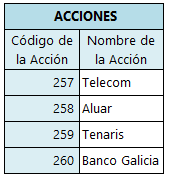 ACCIONES
Código de la Acción
Nombre de la Acción
257 Telecom
258 Aluar
259 Tenaris
260 Banco Galicia